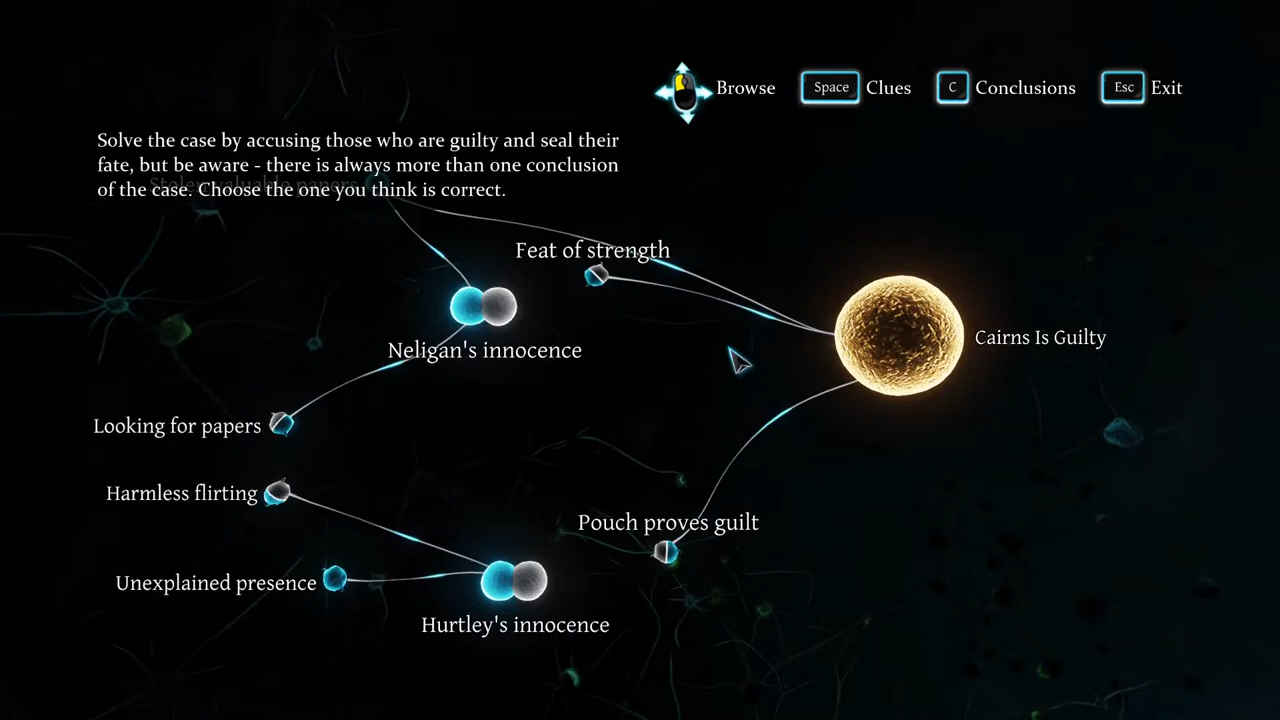 Browse
Space
Clues
C
Conclusions
Esc
Exit
Solve the case by accusing those who are guilty and seal their
fate, but be aware - there is always more than one conclusion
of the case. Choose the one you think is correct.
Stolen valuable papers
Feat of strength
Cairns Is Guilty
Neligan's innocence
Looking for papers
Harmless flirting
Pouch proves guilt
Unexplained presence
Hurtley's innocence